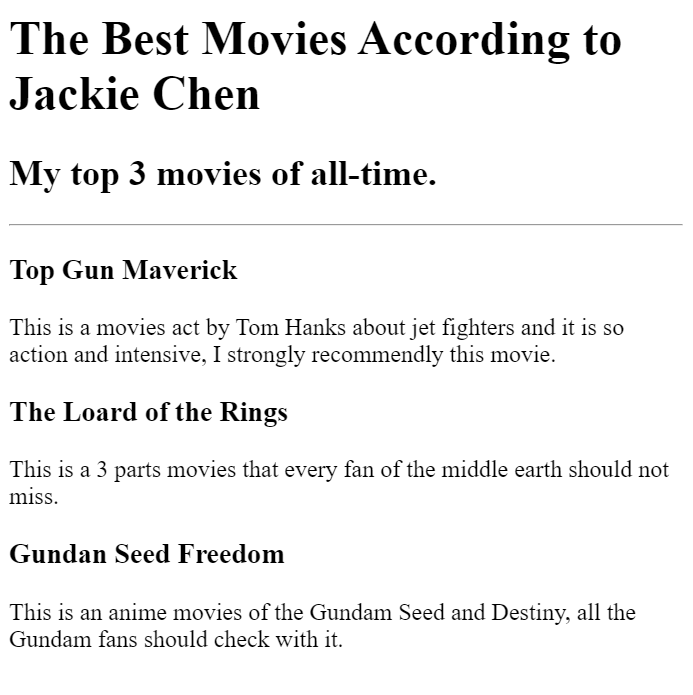 The Best Movies According to
Jackie Chen
My top 3 movies of all-time.
Top Gun Maverick
This is a movies act by Tom Hanks about jet fighters and it is so
action and intensive, I strongly recommendly this movie.
The Loard of the Rings
This is a 3 parts movies that every fan of the middle earth should not
miss.
Gundan Seed Freedom
This is an anime movies of the Gundam Seed and Destiny, all the
Gundam fans should check with it.